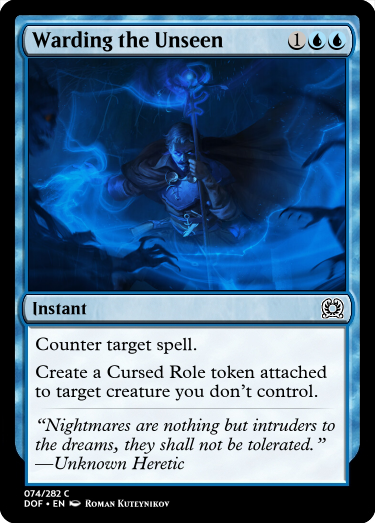 Warding the Unseen 1
Instant
Counter target spell.
Create a Cursed Role token attached
to target creature you don't control.
“Nightmares are nothing but intruders to
the dreams, they shall not be tolerated.”
—Unknown Heretic
074/282 C
DOF • EN Roman Kuteynikov